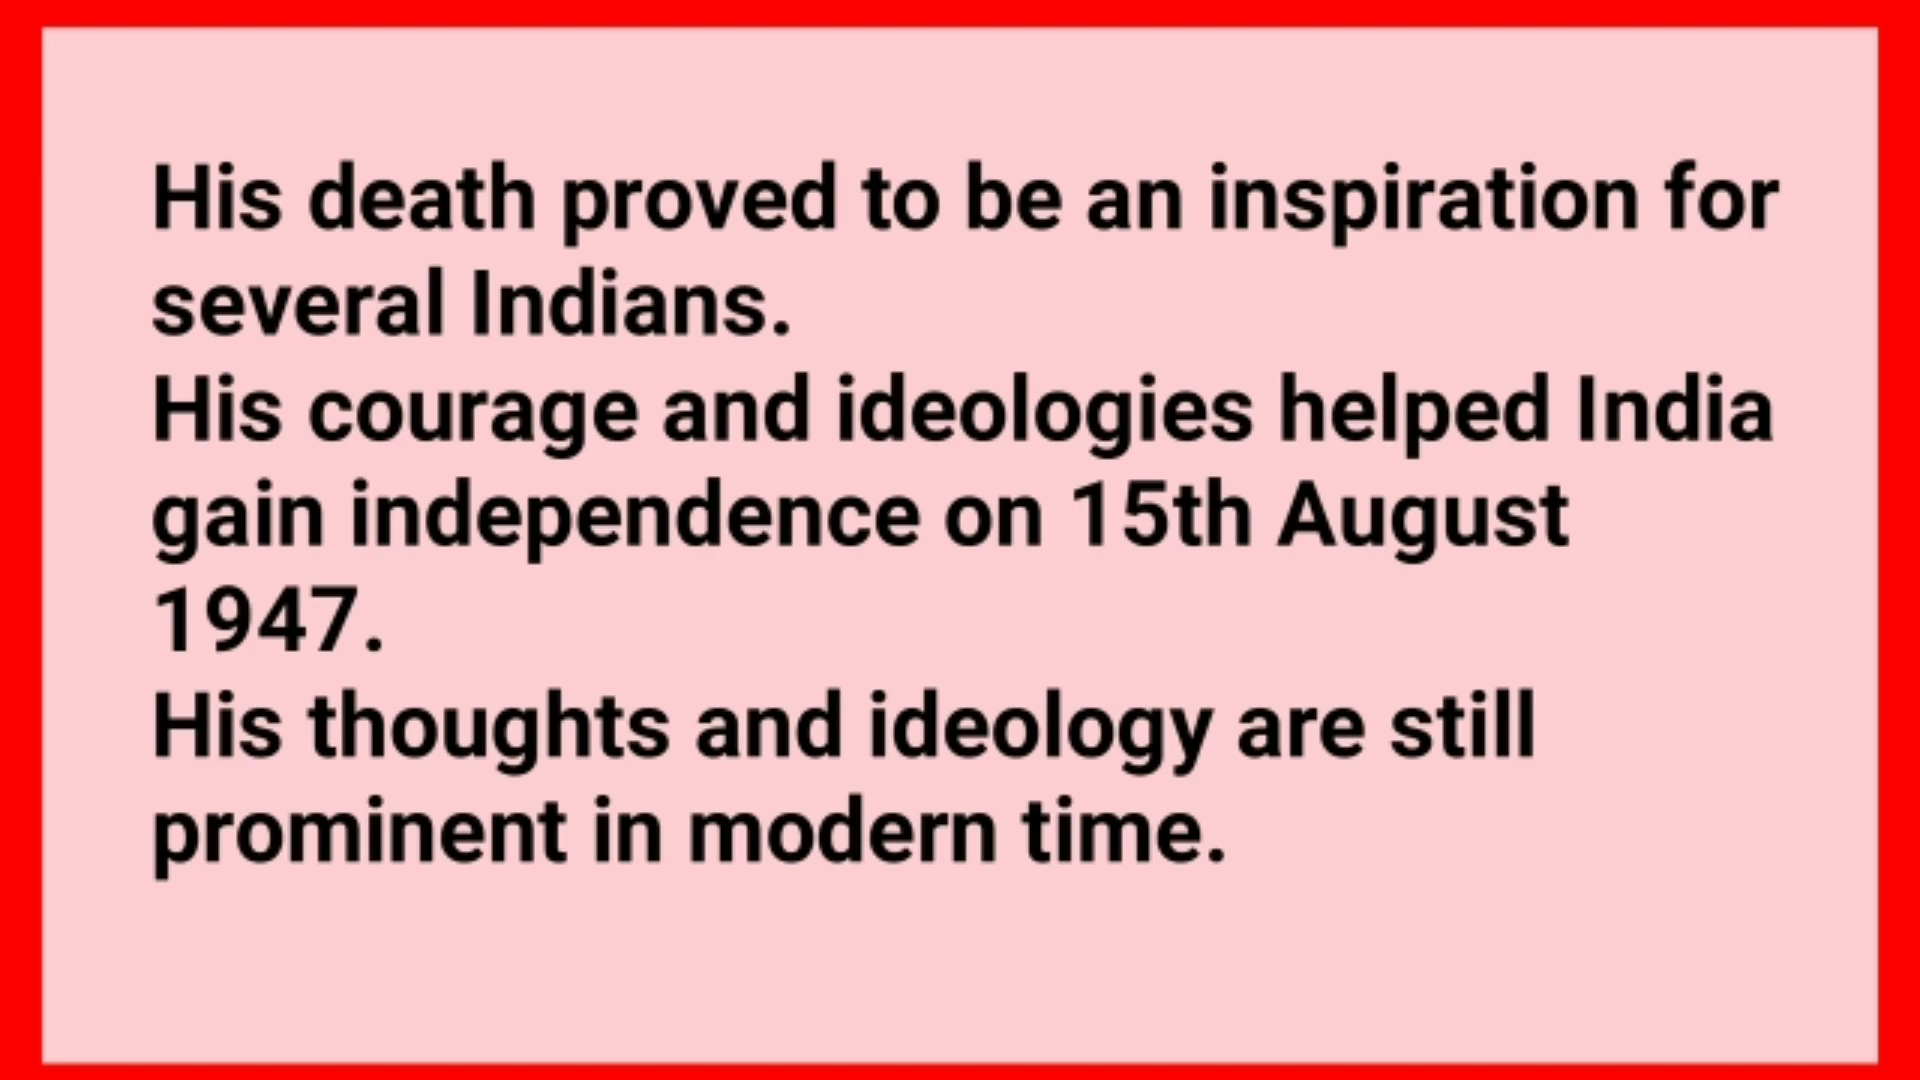 His death proved to be an inspiration for
several Indians.
His courage and ideologies helped India
gain independence on 15th August
1947.
His thoughts and ideology are still
prominent in modern time.